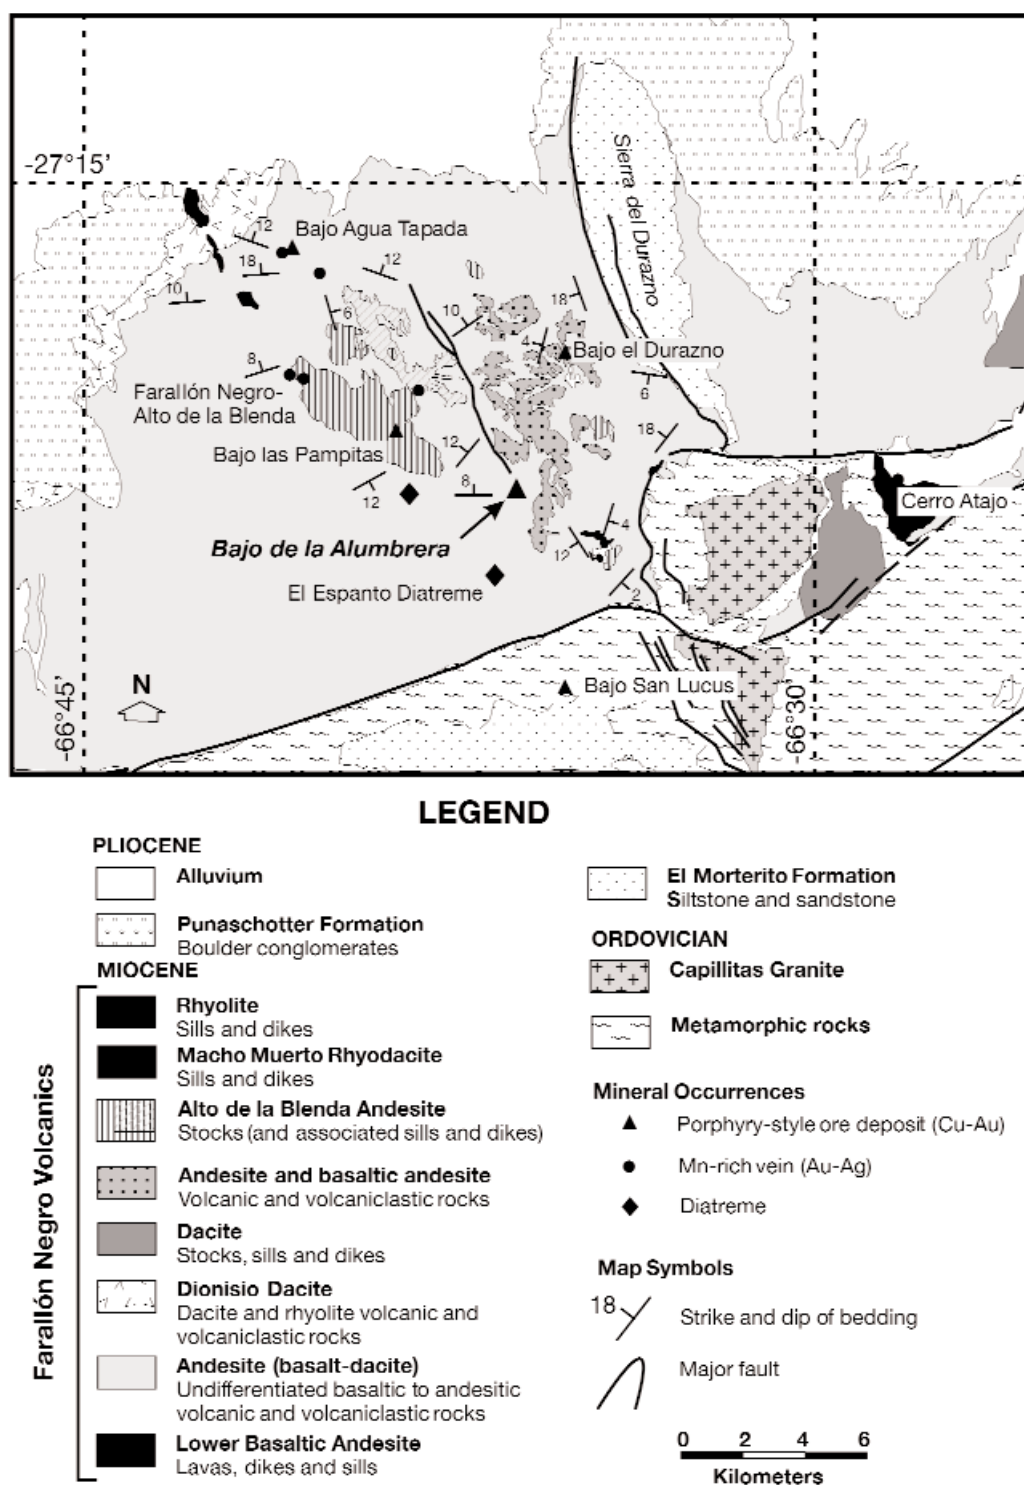 -27°15'
Sierra del Durazno
12
Bajo Agua Tapada
18
12
10
6
10
18
4
Bajo el Durazno
8
6
Farallón Negro-
Alto de la Blenda
18
12
Bajo las Pampitas
8
12
Cerro Atajo
4
Bajo de la Alumbrera
12
El Espanto Diatreme
2
N
-66°45'
Bajo San Lucus
-66°30'
LEGEND
PLIOCENE
Alluvium
Punaschotter Formation
Boulder conglomerates
MIOCENE
Farallón Negro Volcanics
Rhyolite
Sills and dikes
Macho Muerto Rhyodacite
Sills and dikes
Alto de la Blenda Andesite
Stocks (and associated sills and dikes)
Andesite and basaltic andesite
Volcanic and volcaniclastic rocks
Dacite
Stocks, sills and dikes
Dionisio Dacite
Dacite and rhyolite volcanic and
volcaniclastic rocks
Andesite (basalt-dacite)
Undifferentiated basaltic to andesitic
volcanic and volcaniclastic rocks
Lower Basaltic Andesite
Lavas, dikes and sills
El Morterito Formation
Siltstone and sandstone
ORDOVICIAN
Capillitas Granite
Metamorphic rocks
Mineral Occurrences
Porphyry-style ore deposit (Cu-Au)
Mn-rich vein (Au-Ag)
Diatreme
Map Symbols
18
Strike and dip of bedding
Major fault
0 2 4 6
Kilometers